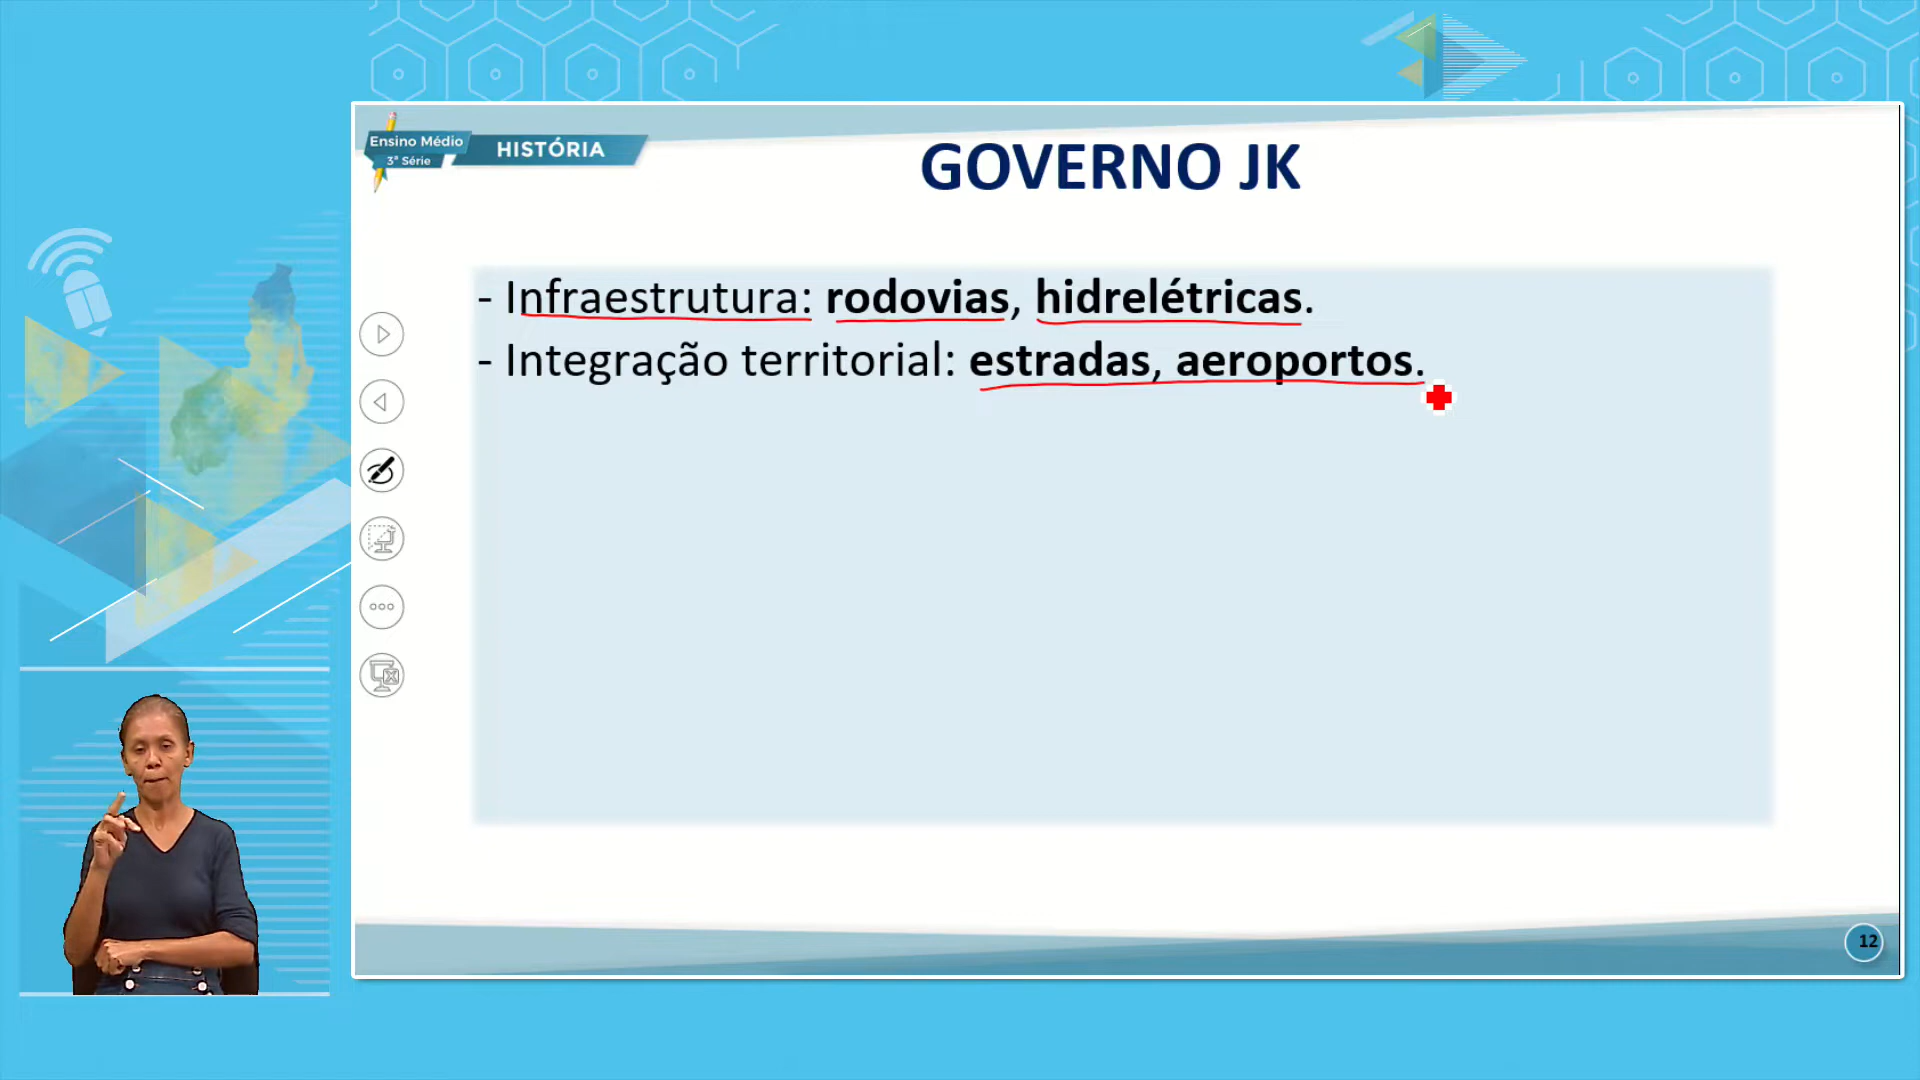 Ensino Médio
3ª Série
HISTÓRIA
GOVERNO JK
- Infraestrutura: rodovias, hidrelétricas.
- Integração territorial: estradas, aeroportos.
12